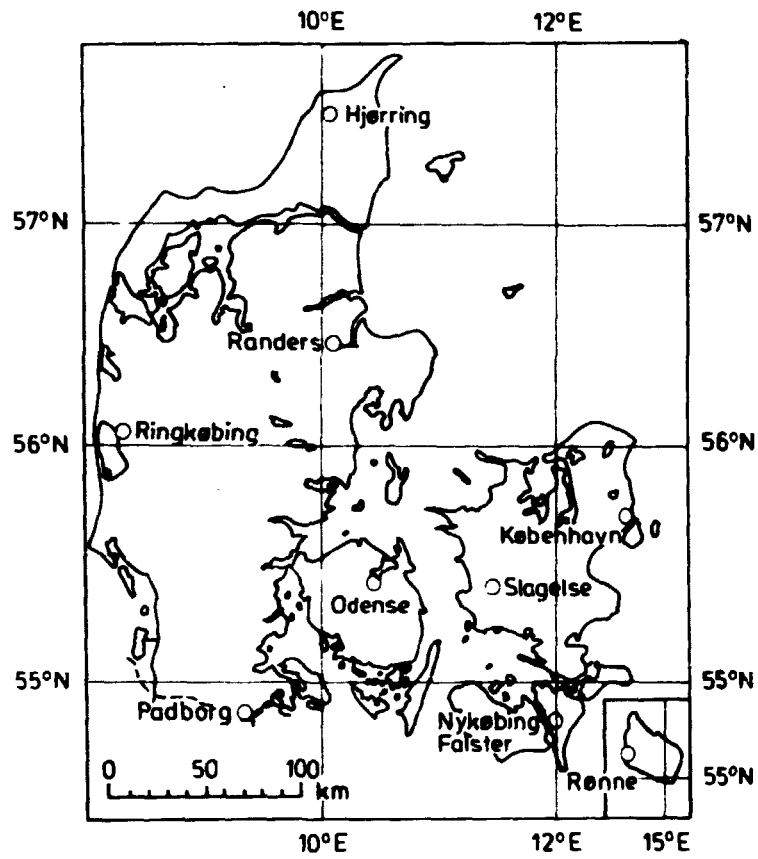 10°E 12°E
Hjørring
57°N 57°N
Randers
Ringkøbing
56°N 56°N
København
Slagelse
Odense
55°N 55°N
Padborg
Nykøbing
Falster
Rønne
55°N
0 50 100
km
10°E 12°E 15°E